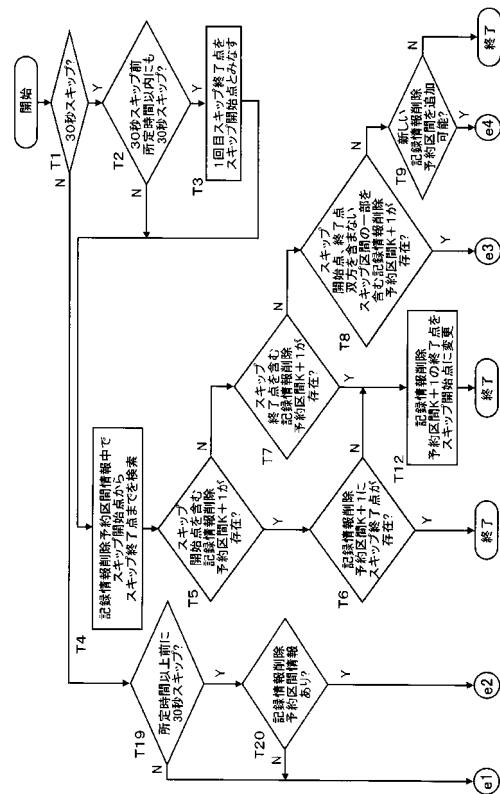 開始
30秒スキップ?
T1
N
Y
30秒スキップ前
所定時間以内にも
30秒スキップ?
T2
N
Y
1回目スキップ終了点を
スキップ開始点とみなす
T3
記録情報削除予約区間情報中で
スキップ開始点から
スキップ終了点までを検索
T4
スキップ
開始点を含む
記録情報削除
予約区間K+1が
存在?
T5
N
Y
記録情報削除
予約区間K+1に
スキップ終了点が
存在?
T6
N
Y
終了
スキップ
終了点を含む
記録情報削除
予約区間K+1が
存在?
T7
N
Y
記録情報削除
予約区間K+1の終了点を
スキップ開始点に変更
T12
終了
スキップ
開始点、終了点
双方を含まない
スキップ区間の一部を
含む記録情報削除
予約区間K+1が
存在?
T8
N
Y
e3
新しい
記録情報削除
予約区間を追加
可能?
T9
N
Y
e4
終了
所定時間以上前に
30秒スキップ?
T19
N
Y
記録情報削除
予約区間情報
あり?
T20
N
Y
e1
e2